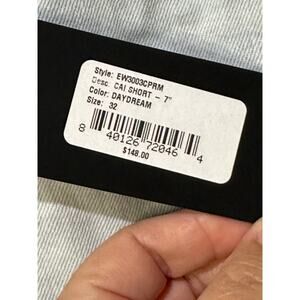 Style: EW3003CPRM
Desc: CAI SHORT - 7"
Color: DAYDREAM
Size: 32
8 40126 72046 4
$148.00